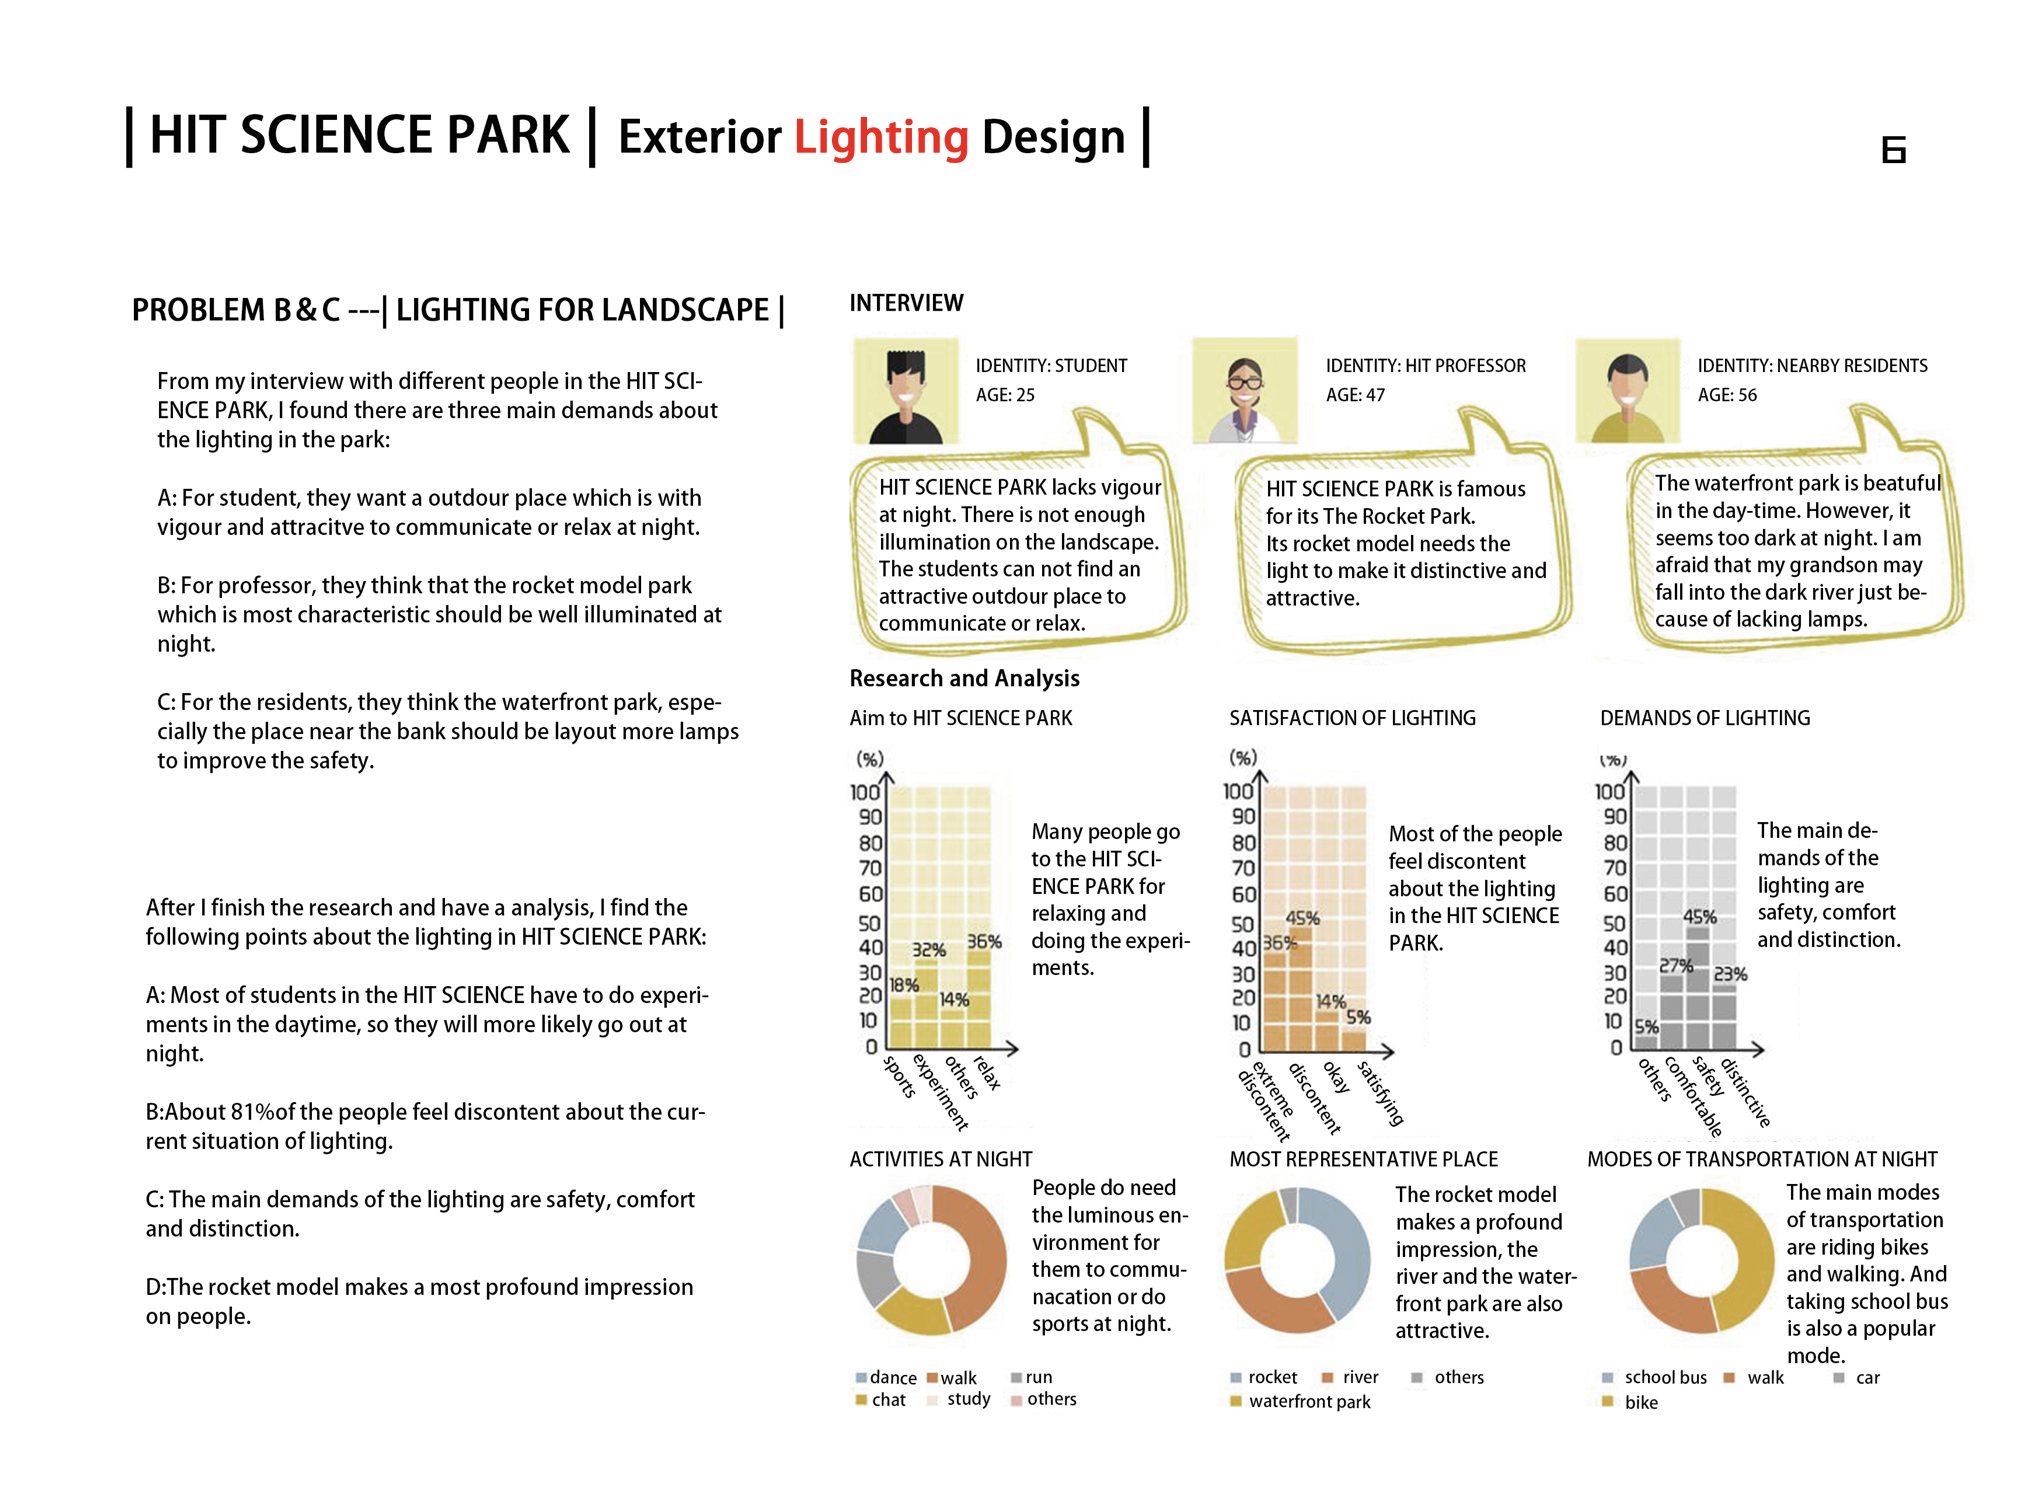 | HIT SCIENCE PARK | Exterior Lighting Design |
6
PROBLEM B & C ---| LIGHTING FOR LANDSCAPE |
From my interview with different people in the HIT SCI-
ENCE PARK, I found there are three main demands about
the lighting in the park:
A: For student, they want a outdour place which is with
vigour and attracitve to communicate or relax at night.
B: For professor, they think that the rocket model park
which is most characteristic should be well illuminated at
night.
C: For the residents, they think the waterfront park, espe-
cially the place near the bank should be layout more lamps
to improve the safety.
After I finish the research and have a analysis, I find the
following points about the lighting in HIT SCIENCE PARK:
A: Most of students in the HIT SCIENCE have to do experi-
ments in the daytime, so they will more likely go out at
night.
B:About 81%of the people feel discontent about the cur-
rent situation of lighting.
C: The main demands of the lighting are safety, comfort
and distinction.
D:The rocket model makes a most profound impression
on people.
INTERVIEW
IDENTITY: STUDENT
AGE: 25
HIT SCIENCE PARK lacks vigour
at night. There is not enough
illumination on the landscape.
The students can not find an
attractive outdour place to
communicate or relax.
IDENTITY: HIT PROFESSOR
AGE: 47
HIT SCIENCE PARK is famous
for its The Rocket Park.
Its rocket model needs the
light to make it distinctive and
attractive.
IDENTITY: NEARBY RESIDENTS
AGE: 56
The waterfront park is beatuful
in the day-time. However, it
seems too dark at night. I am
afraid that my grandson may
fall into the dark river just be-
cause of lacking lamps.
Research and Analysis
Aim to HIT SCIENCE PARK
(%)
100
90
80
70
60
50
40
30
20
10
0
18%
32%
14%
36%
sports
experiment
others
relax
Many people go
to the HIT SCI-
ENCE PARK for
relaxing and
doing the experi-
ments.
SATISFACTION OF LIGHTING
(%)
100
90
80
70
60
50
40
30
20
10
0
36%
45%
14%
5%
extreme
discontent
discontent
okay
satisfying
Most of the people
feel discontent
about the lighting
in the HIT SCIENCE
PARK.
DEMANDS OF LIGHTING
(%)
100
90
80
70
60
50
40
30
20
10
0
5%
27%
45%
23%
others
comfortable
safety
distinctive
The main de-
mands of the
lighting are
safety, comfort
and distinction.
ACTIVITIES AT NIGHT
People do need
the luminous en-
vironment for
them to commu-
nacation or do
sports at night.
dance walk run
chat study others
MOST REPRESENTATIVE PLACE
The rocket model
makes a profound
impression, the
river and the water-
front park are also
attractive.
rocket river others
waterfront park
MODES OF TRANSPORTATION AT NIGHT
The main modes
of transportation
are riding bikes
and walking. And
taking school bus
is also a popular
mode.
school bus walk car
bike